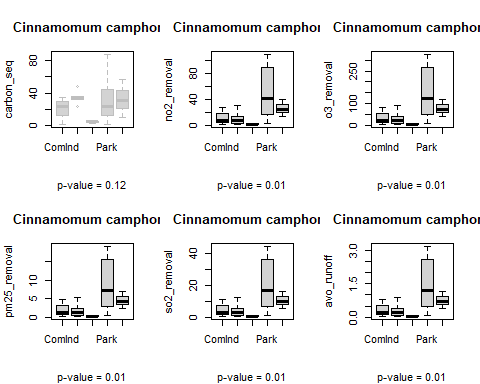 Cinnamomum camphor
Cinnamomum camphor
Cinnamomum camphor
carbon_seq
0
40
80
ComInd
Park
p-value = 0.12
no2_removal
0
40
80
ComInd
Park
p-value = 0.01
o3_removal
0
100
250
ComInd
Park
p-value = 0.01
Cinnamomum camphor
Cinnamomum camphor
Cinnamomum camphor
pm25_removal
0
5
15
ComInd
Park
p-value = 0.01
so2_removal
0
20
40
ComInd
Park
p-value = 0.01
avo_runoff
0.0
1.5
3.0
ComInd
Park
p-value = 0.01